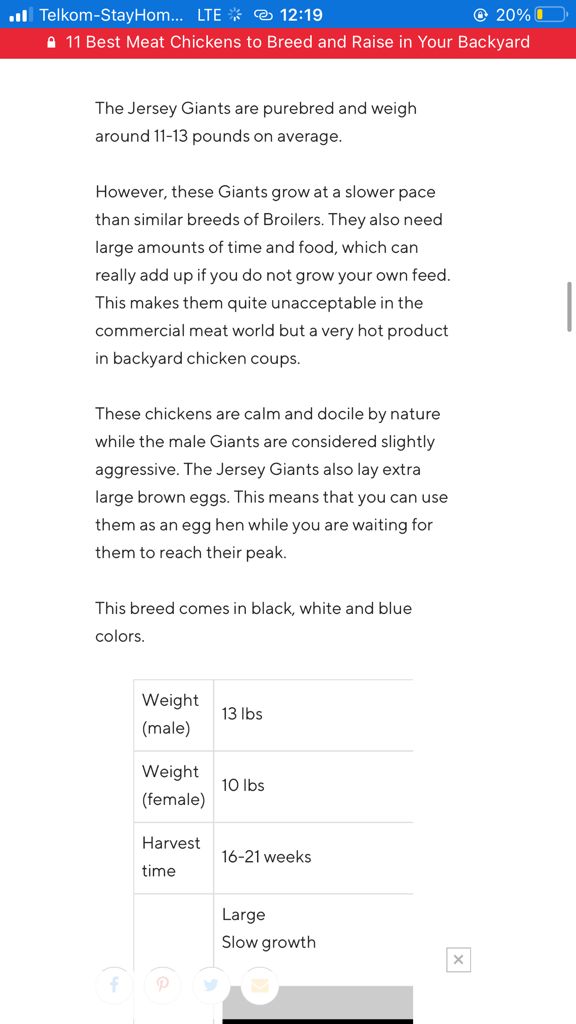 Telkom-StayHom... LTE 12:19 20%
11 Best Meat Chickens to Breed and Raise in Your Backyard
The Jersey Giants are purebred and weigh
around 11-13 pounds on average.
However, these Giants grow at a slower pace
than similar breeds of Broilers. They also need
large amounts of time and food, which can
really add up if you do not grow your own feed.
This makes them quite unacceptable in the
commercial meat world but a very hot product
in backyard chicken coups.
These chickens are calm and docile by nature
while the male Giants are considered slightly
aggressive. The Jersey Giants also lay extra
large brown eggs. This means that you can use
them as an egg hen while you are waiting for
them to reach their peak.
This breed comes in black, white and blue
colors.
Weight
(male)
13 lbs
Weight
(female)
10 lbs
Harvest
time
16-21 weeks
Large
Slow growth